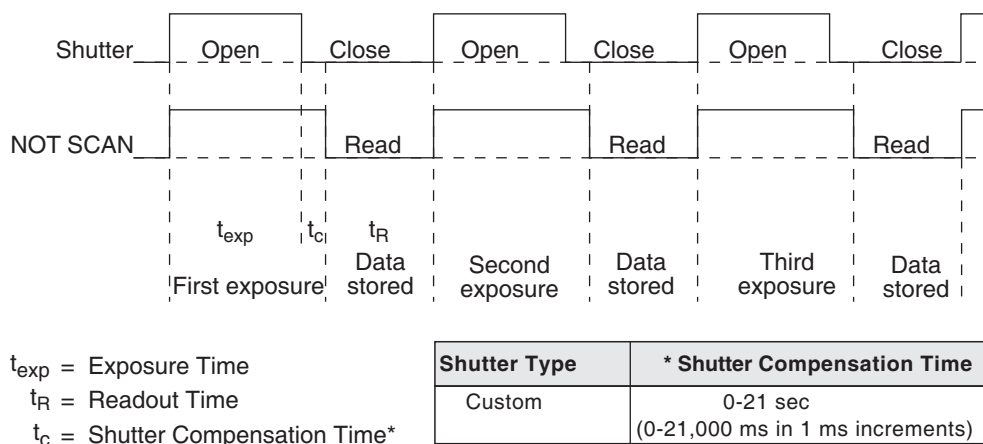 Shutter Open Close Open Close Open Close
NOT SCAN Read Read Read
t_exp t_c t_R
First exposure Data stored Second exposure Data stored Third exposure Data stored
t_exp = Exposure Time
t_R = Readout Time
t_c = Shutter Compensation Time*
Shutter Type * Shutter Compensation Time
Custom 0-21 sec
(0-21,000 ms in 1 ms increments)